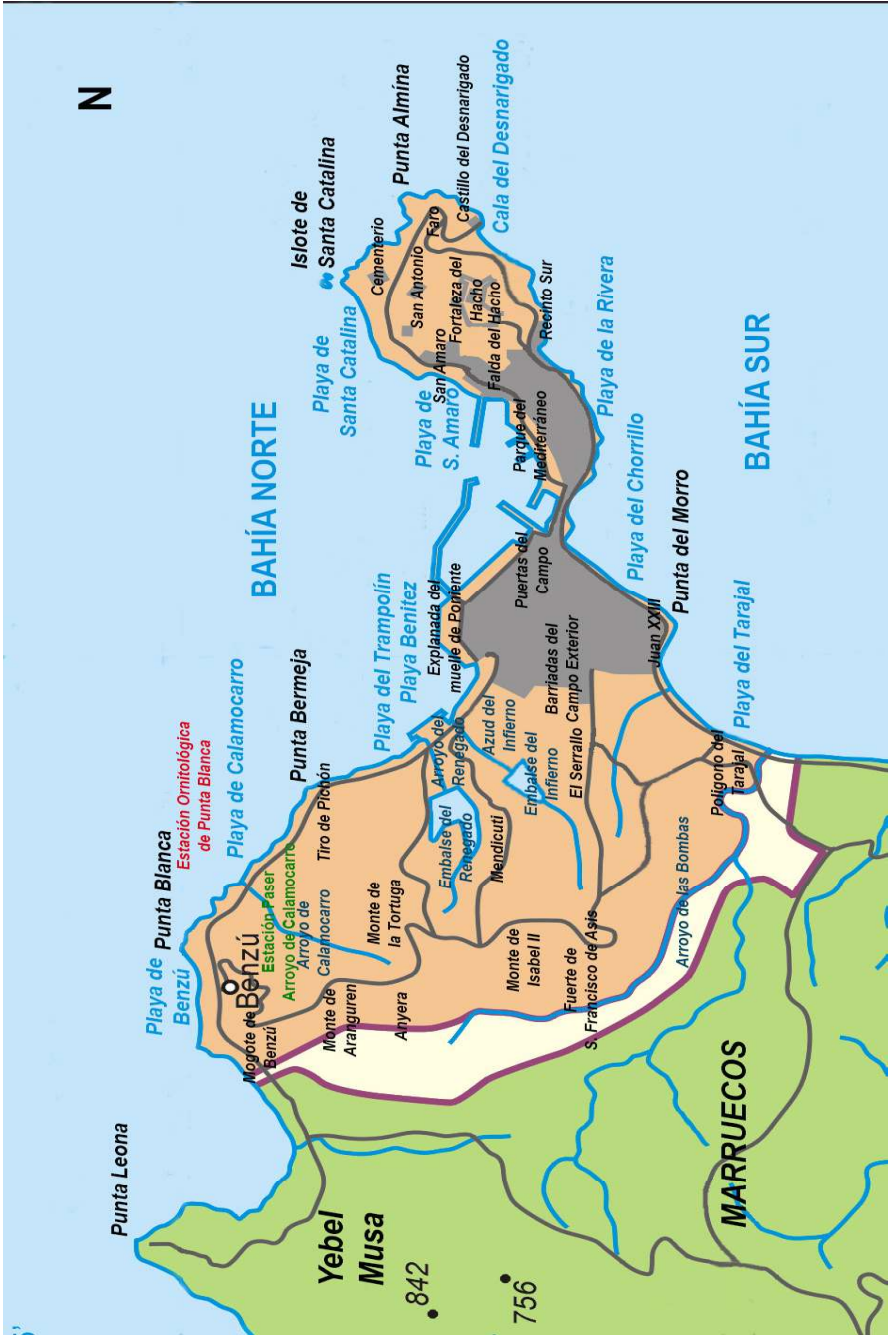 N
Islote de
Santa Catalina
Punta Almina
Castillo del Desnarigado
Cala del Desnarigado
Faro
Cementerio
San Antonio
Fortaleza del
Hacho
Falda del Hacho
Recinto Sur
San Amaro
Playa de
Santa Catalina
Playa de
S. Amaro
Parque del
Mediterráneo
Playa de la Rivera
BAHÍA NORTE
BAHÍA SUR
Playa del Chorrillo
Punta del Morro
Puertas del
Campo
Explanada del
muelle de Poniente
Playa del Trampolín
Playa Benitez
Juan XXIII
Barriadas del
Campo Exterior
Playa del Tarajal
Polígono del
Tarajal
Azud del
Infierno
Arroyo del
Renegado
Embalse del
Infierno
El Serrallo
Embalse del
Renegado
Mendicuti
Punta Bermeja
Tiro de Pichón
Playa de Calamocarro
Estación Ornitológica
de Punta Blanca
Punta Blanca
Estación Paser
Arroyo de Calamocarro
Arroyo de
Calamocarro
Monte de
la Tortuga
Arroyo de las Bombas
Monte de
Isabel II
Fuerte de
S. Francisco de Asis
Playa de
Benzú
Benzú
Mogote de
Benzú
Monte de
Aranguren
Anyera
Punta Leona
Yebel
Musa
842
756
MARRUECOS